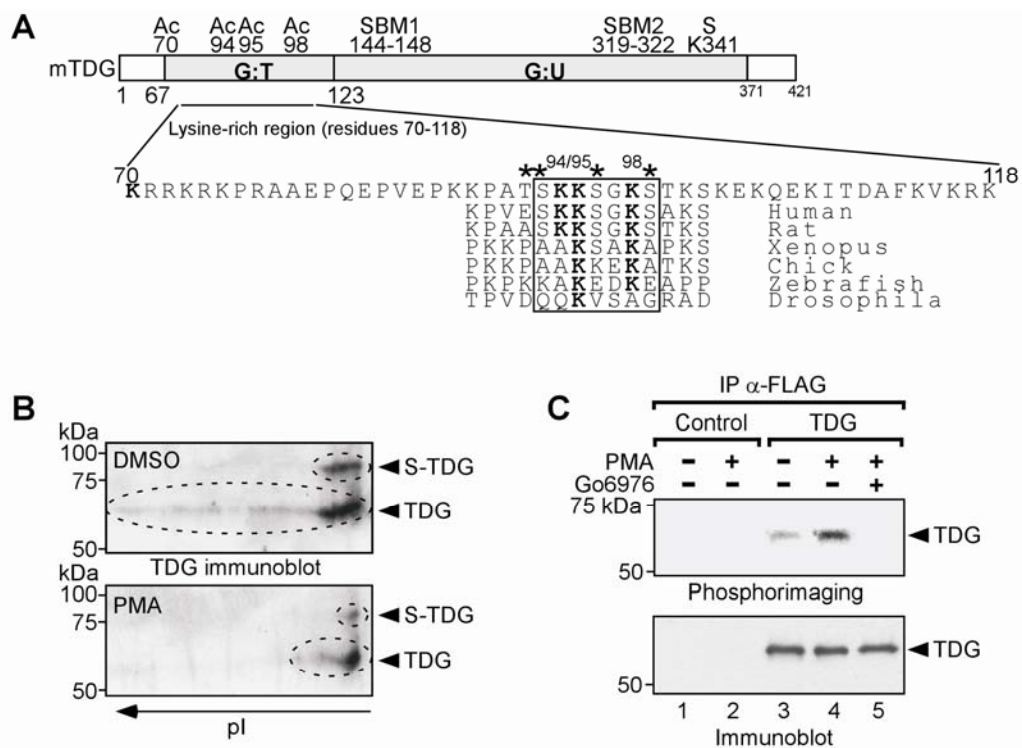 A
Ac Ac Ac Ac SBM1 SBM2 S
70 94 95 98 144-148 319-322 K341
mTDG G:T G:U
1 67 123 371 421
Lysine-rich region (residues 70-118)
70 ** 94/95 * 98 * 118
KRRKRKPRAAEPQEPVEPKKPATSKKSGKSTKSKEKQEKITDAFKVKRK
KPVESKKSGKSAKS Human
KPAASKKSGKSTKS Rat
PKKPAAKSAKAPKS Xenopus
PKKPAAKKEKATKS Chick
PKPKKAKEDKEAPP Zebrafish
TPVDQQKVSAGRAD Drosophila
B
kDa
100
75
50
DMSO
S-TDG
TDG
TDG immunoblot
kDa
100
75
50
PMA
S-TDG
TDG
pI
C
IP α-FLAG
Control TDG
PMA - + - + +
Go6976 - - - - +
75 kDa
TDG
50
Phosphorimaging
TDG
50
1 2 3 4 5
Immunoblot